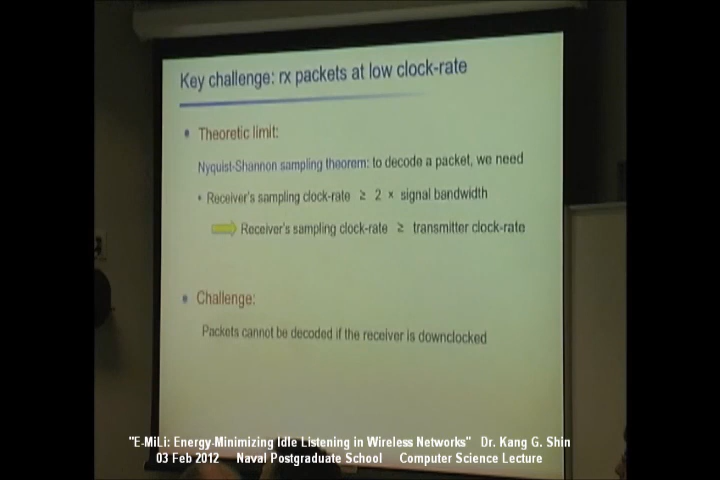 Key challenge: rx packets at low clock-rate
• Theoretic limit:
Nyquist-Shannon sampling theorem: to decode a packet, we need
• Receiver's sampling clock-rate ≥ 2 × signal bandwidth
Receiver's sampling clock-rate ≥ transmitter clock-rate
• Challenge:
Packets cannot be decoded if the receiver is downclocked
"E-MiLi: Energy-Minimizing Idle Listening in Wireless Networks" Dr. Kang G. Shin
03 Feb 2012 Naval Postgraduate School Computer Science Lecture